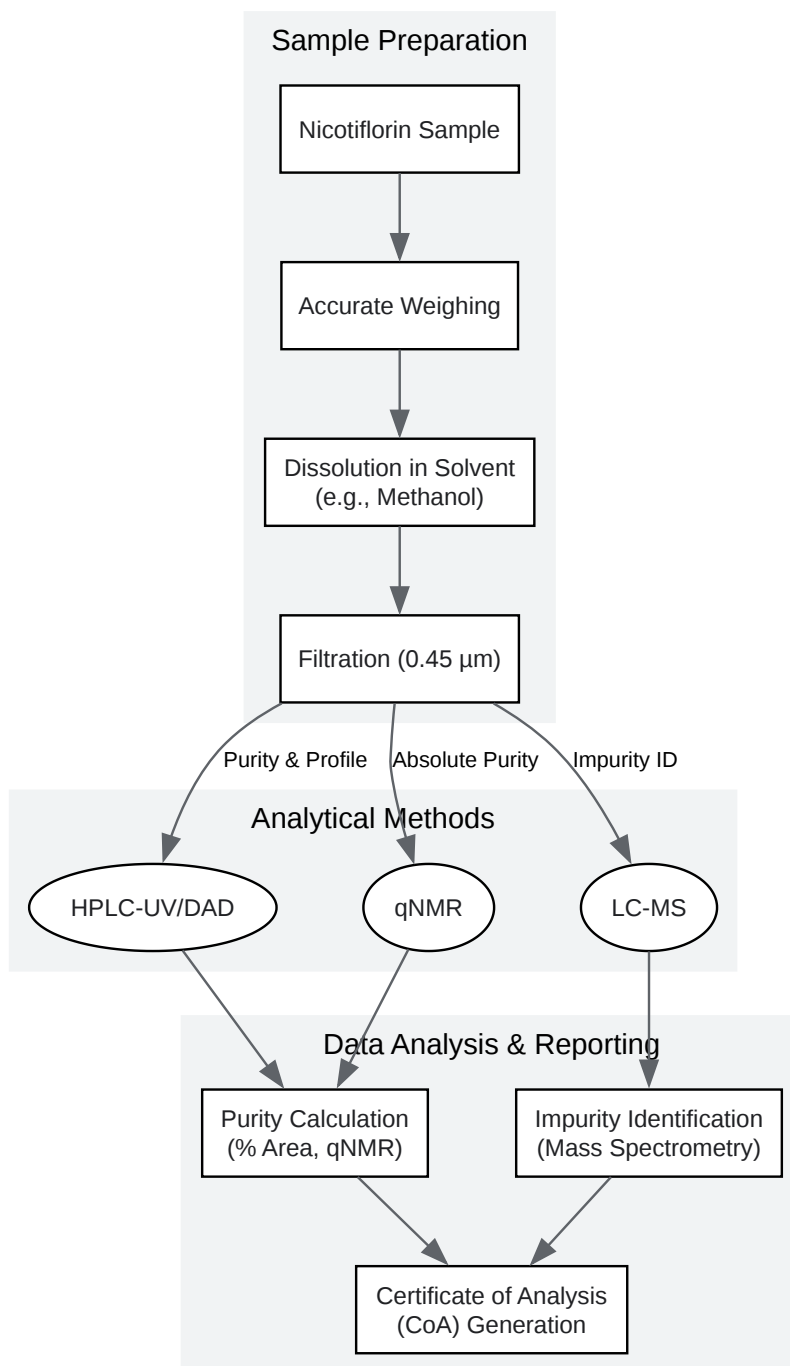 Sample Preparation
Nicotiflorin Sample
Accurate Weighing
Dissolution in Solvent
(e.g., Methanol)
Filtration (0.45 µm)
Purity & Profile
Absolute Purity
Impurity ID
Analytical Methods
HPLC-UV/DAD
qNMR
LC-MS
Data Analysis & Reporting
Purity Calculation
(% Area, qNMR)
Impurity Identification
(Mass Spectrometry)
Certificate of Analysis
(CoA) Generation